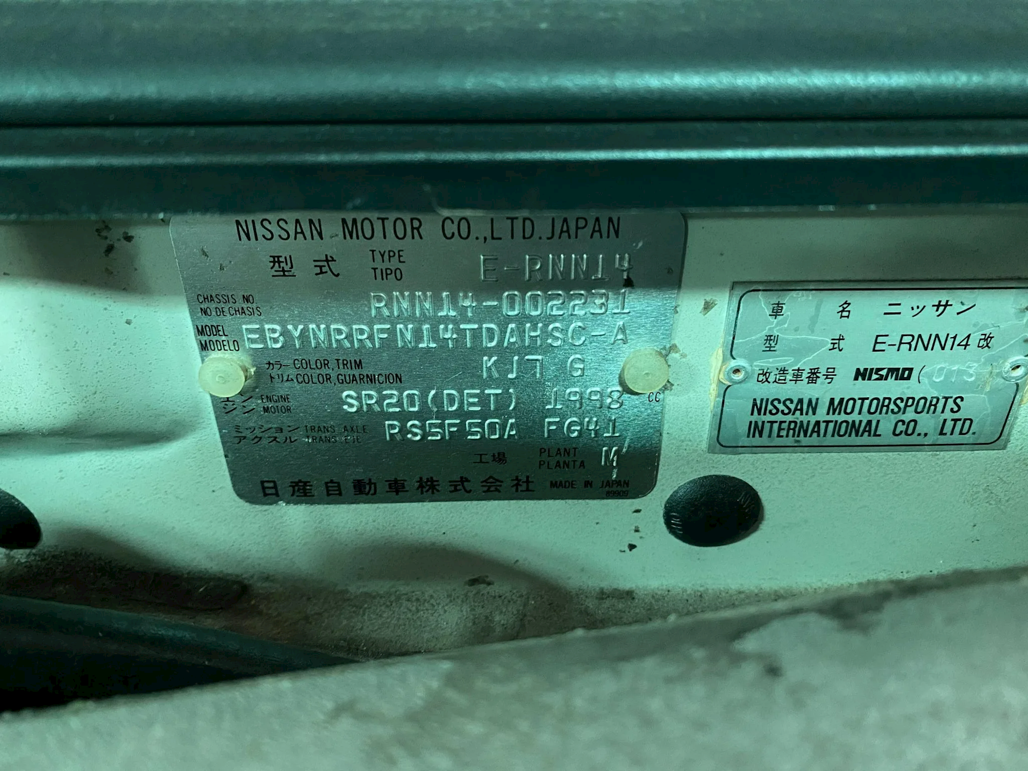 NISSAN MOTOR CO.,LTD.JAPAN
型式 TYPE TIPO E-RNN14
CHASSIS NO. NO DE CHASIS RNN14-002231
MODEL MODELO EBYNRRFN14TDAHSC-A
カラー COLOR,TRIM
トリム COLOR,GUARNICION KJ7 G
エンジン ENGINE MOTOR SR20(DET) 1998 CC
ミッション TRANS. AXLE
アクスル TRANS. EJE RS5F50A FG41
工場 PLANT PLANTA M
日産自動車株式会社 MADE IN JAPAN
車名 ニッサン
型式 E-RNN14改
改造車番号 NISMO (013)
NISSAN MOTORSPORTS
INTERNATIONAL CO., LTD.